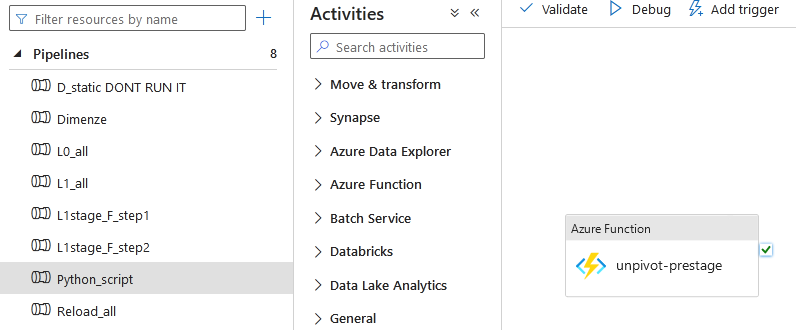 Filter resources by name
Pipelines 8
D_static DONT RUN IT
Dimenze
L0_all
L1_all
L1stage_F_step1
L1stage_F_step2
Python_script
Reload_all
Activities
Search activities
Move & transform
Synapse
Azure Data Explorer
Azure Function
Batch Service
Databricks
Data Lake Analytics
General
Validate Debug Add trigger
Azure Function
unpivot-prestage